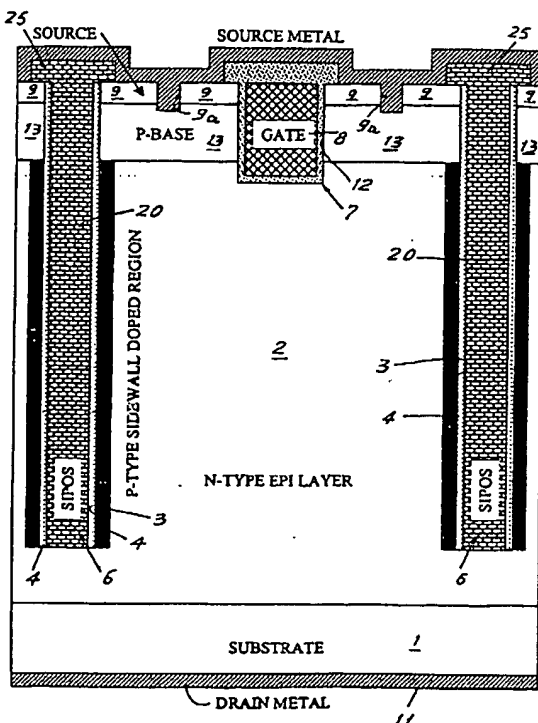 25
SOURCE
SOURCE METAL
25
9
9
9
9
9
9
9a
9a
13
P-BASE
13
GATE
8
13
13
12
7
20
20
P-TYPE SIDEWALL DOPED REGION
2
3
4
N-TYPE EPI LAYER
SIPOS
SIPOS
3
4
4
6
6
SUBSTRATE
1
DRAIN METAL
11